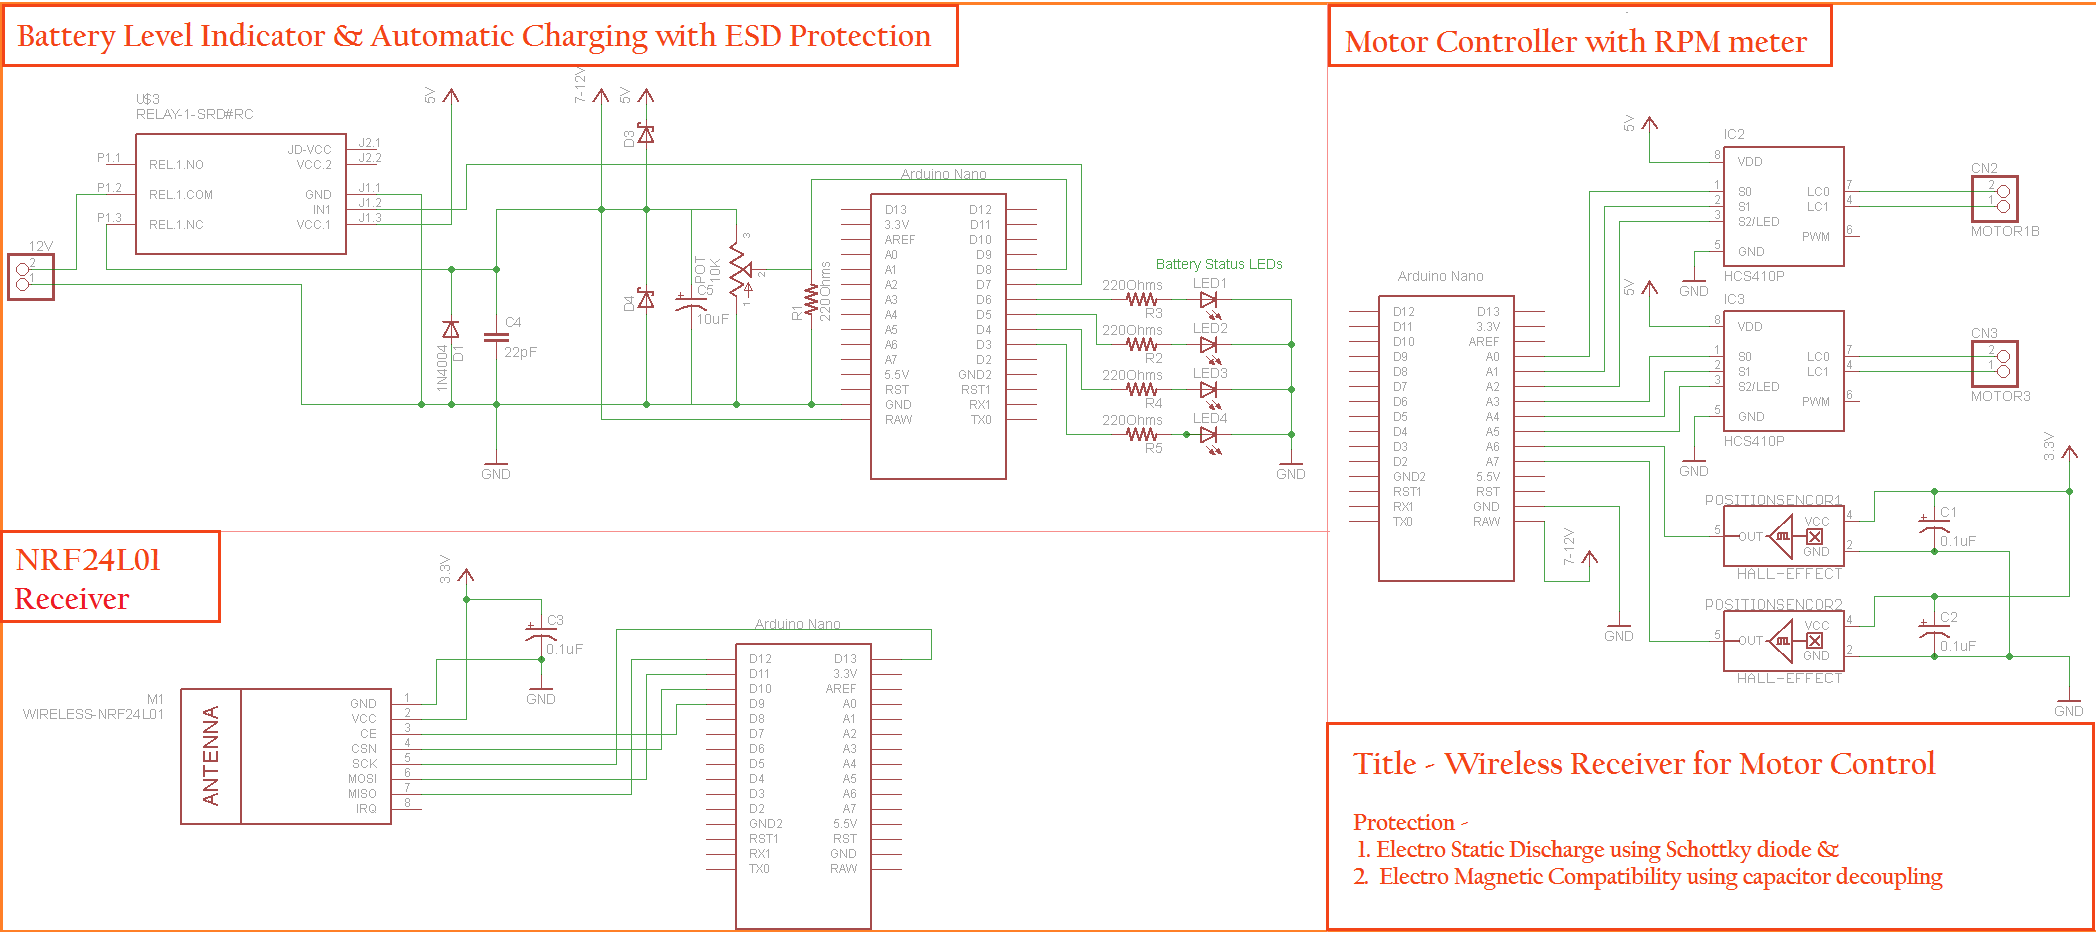 Battery Level Indicator & Automatic Charging with ESD Protection
U$3
RELAY-1-SRD#RC
P1.1
P1.2
P1.3
REL.1.NO
REL.1.COM
REL.1.NC
JD-VCC
VCC.2
GND
IN1
VCC.1
J2.1
J2.2
J1.1
J1.2
J1.3
5V
12V
2
1
1N4004
D1
C4
22pF
GND
7-12V
5V
D3
D4
C5
10uF
POT
10K
3
2
1
R1
220Ohms
Arduino Nano
D13
3.3V
AREF
A0
A1
A2
A3
A4
A5
A6
A7
5.5V
RST
GND
RAW
D12
D11
D10
D9
D8
D7
D6
D5
D4
D3
D2
GND2
RST1
RX1
TX0
Battery Status LEDs
220Ohms
R3
LED1
220Ohms
R2
LED2
220Ohms
R4
LED3
220Ohms
R5
LED4
GND
Motor Controller with RPM meter
Arduino Nano
D12
D11
D10
D9
D8
D7
D6
D5
D4
D3
D2
GND2
RST1
RX1
TX0
D13
3.3V
AREF
A0
A1
A2
A3
A4
A5
A6
A7
5.5V
RST
GND
RAW
GND
7-12V
5V
IC2
8
1
2
3
5
VDD
S0
S1
S2/LED
GND
LC0
LC1
PWM
7
4
6
HCS410P
GND
CN2
2
1
MOTOR1B
5V
IC3
8
1
2
3
5
VDD
S0
S1
S2/LED
GND
LC0
LC1
PWM
7
4
6
HCS410P
GND
CN3
2
1
MOTOR3
3.3V
POSITIONSENCOR1
5
OUT
VCC
GND
4
2
HALL-EFFECT
C1
0.1uF
POSITIONSENCOR2
5
OUT
VCC
GND
4
2
HALL-EFFECT
C2
0.1uF
GND
NRF24L01
Receiver
3.3V
C3
0.1uF
GND
M1
WIRELESS-NRF24L01
ANTENNA
GND
VCC
CE
CSN
SCK
MOSI
MISO
IRQ
1
2
3
4
5
6
7
8
Arduino Nano
D12
D11
D10
D9
D8
D7
D6
D5
D4
D3
D2
GND2
RST1
RX1
TX0
D13
3.3V
AREF
A0
A1
A2
A3
A4
A5
A6
A7
5.5V
RST
GND
RAW
Title - Wireless Receiver for Motor Control
Protection -
1. Electro Static Discharge using Schottky diode &
2. Electro Magnetic Compatibility using capacitor decoupling